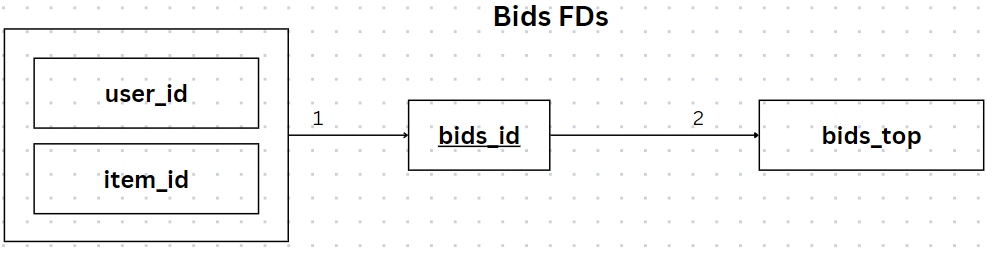 Bids FDs
user_id
item_id
1
bids_id
2
bids_top